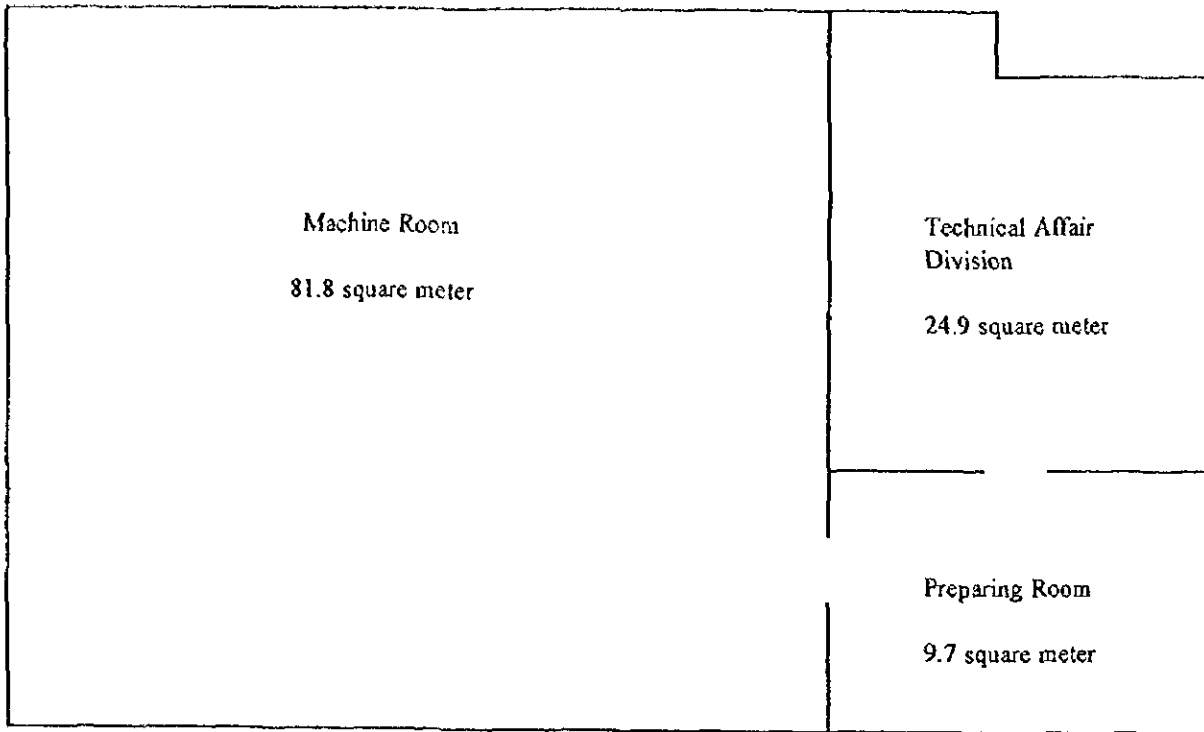 Machine Room
81.8 square meter
Technical Affair
Division
24.9 square meter
Preparing Room
9.7 square meter